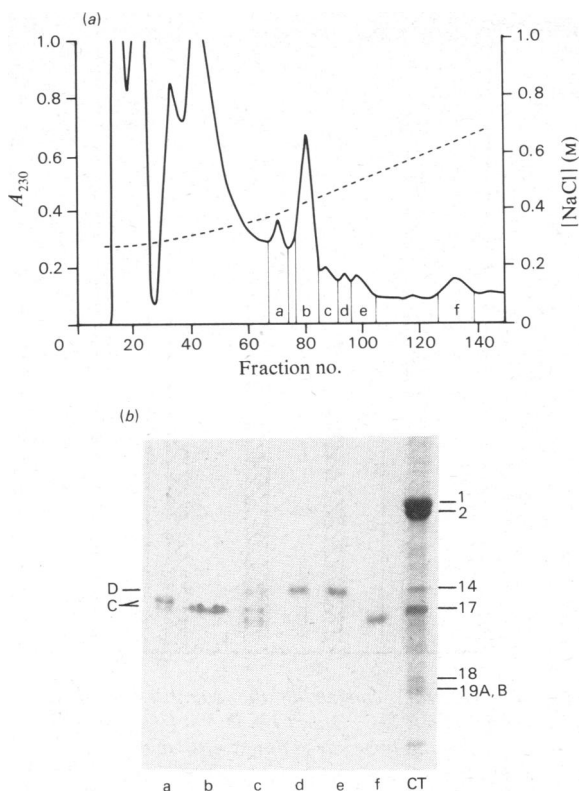 (a)
1.0
0.8
0.6
0.4
0.2
0
A230
1.0
0.8
0.6
0.4
0.2
0
[NaCl] (M)
a b c d e f
0 20 40 60 80 100 120 140
Fraction no.
(b)
D
C
1
2
14
17
18
19A, B
a b c d e f CT